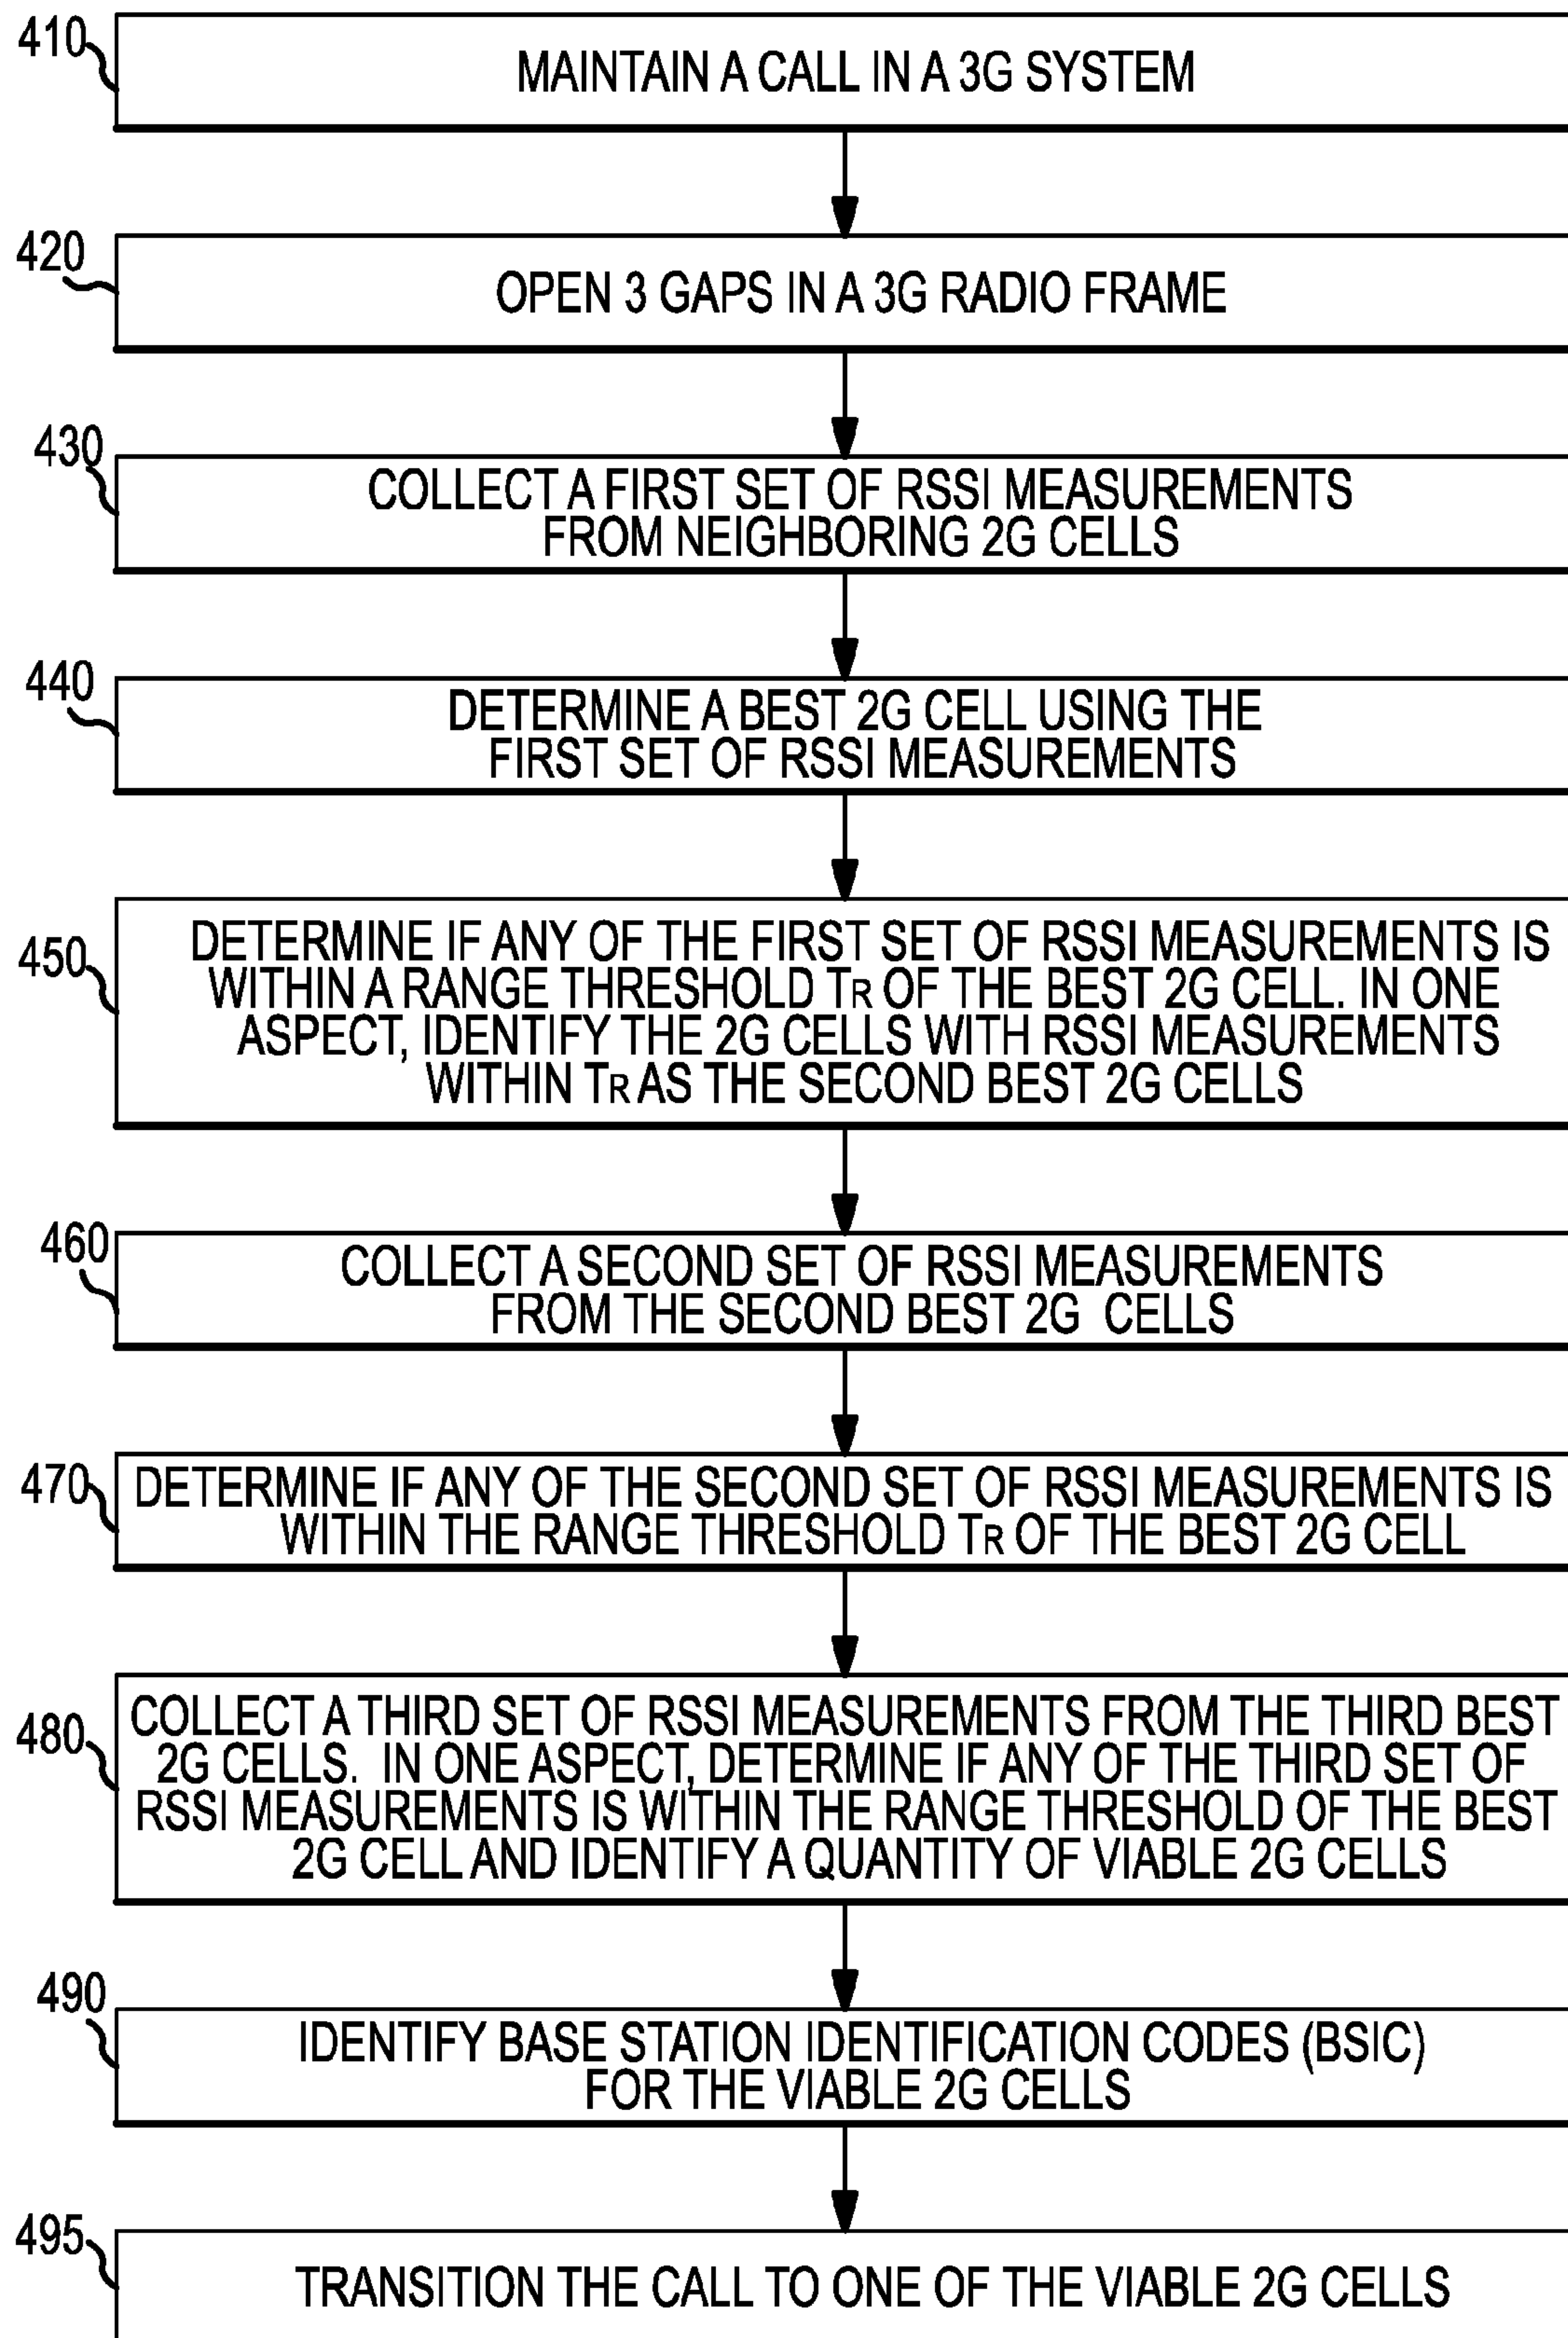 410
MAINTAIN A CALL IN A 3G SYSTEM
420
OPEN 3 GAPS IN A 3G RADIO FRAME
430
COLLECT A FIRST SET OF RSSI MEASUREMENTS
FROM NEIGHBORING 2G CELLS
440
DETERMINE A BEST 2G CELL USING THE
FIRST SET OF RSSI MEASUREMENTS
450
DETERMINE IF ANY OF THE FIRST SET OF RSSI MEASUREMENTS IS
WITHIN A RANGE THRESHOLD TR OF THE BEST 2G CELL. IN ONE
ASPECT, IDENTIFY THE 2G CELLS WITH RSSI MEASUREMENTS
WITHIN TR AS THE SECOND BEST 2G CELLS
460
COLLECT A SECOND SET OF RSSI MEASUREMENTS
FROM THE SECOND BEST 2G CELLS
470
DETERMINE IF ANY OF THE SECOND SET OF RSSI MEASUREMENTS IS
WITHIN THE RANGE THRESHOLD TR OF THE BEST 2G CELL
480
COLLECT A THIRD SET OF RSSI MEASUREMENTS FROM THE THIRD BEST
2G CELLS. IN ONE ASPECT, DETERMINE IF ANY OF THE THIRD SET OF
RSSI MEASUREMENTS IS WITHIN THE RANGE THRESHOLD OF THE BEST
2G CELL AND IDENTIFY A QUANTITY OF VIABLE 2G CELLS
490
IDENTIFY BASE STATION IDENTIFICATION CODES (BSIC)
FOR THE VIABLE 2G CELLS
495
TRANSITION THE CALL TO ONE OF THE VIABLE 2G CELLS